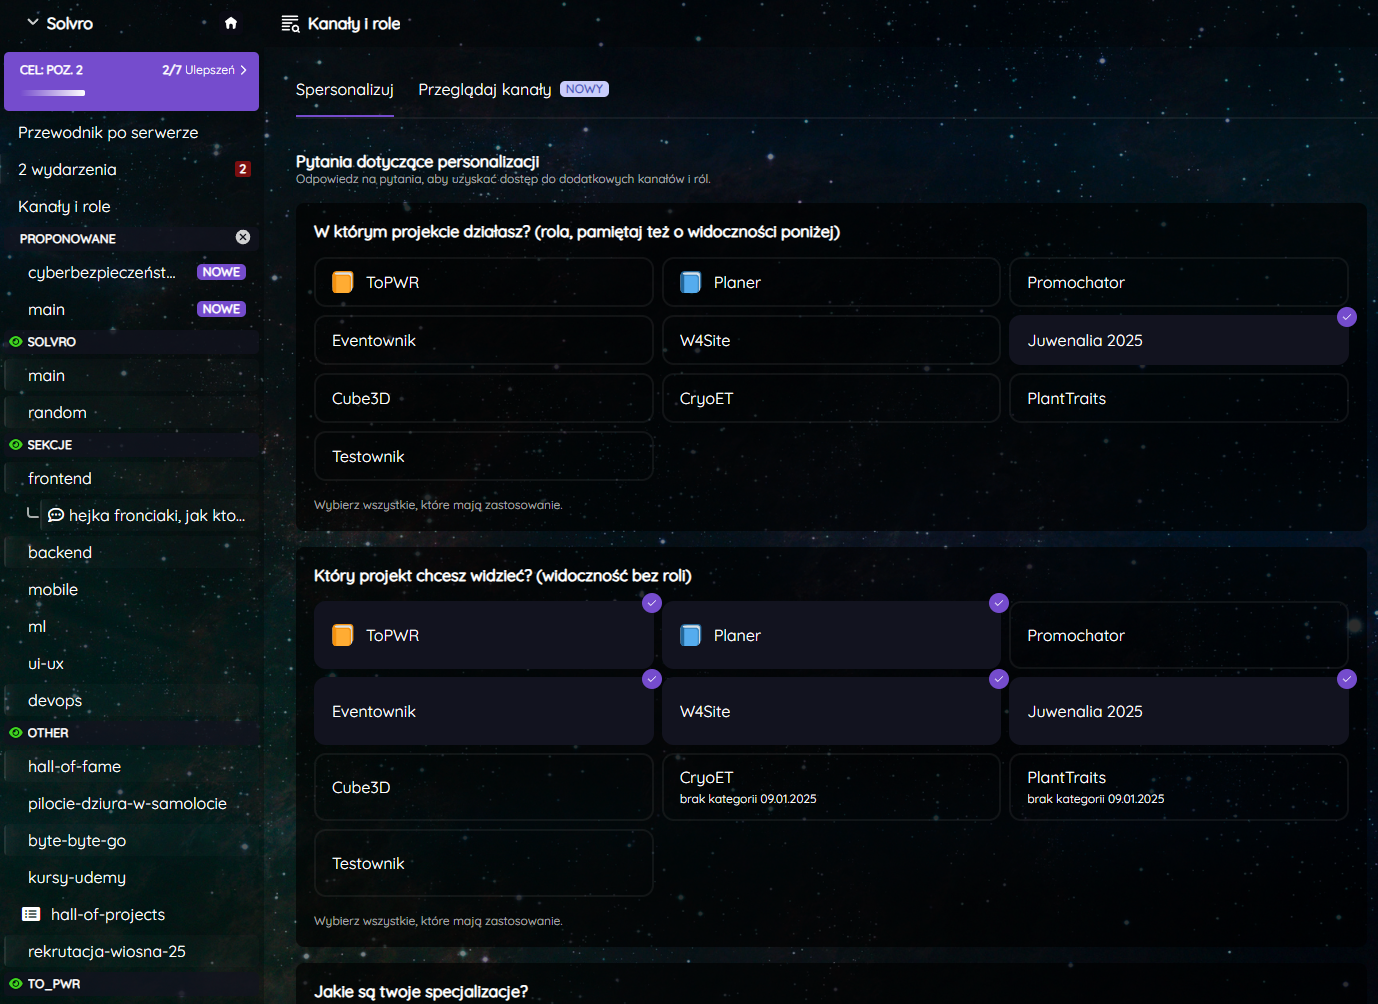 Solvro
CEL: POZ. 2
2/7 Ulepszeń
Przewodnik po serwerze
2 wydarzenia
2
Kanały i role
PROPONOWANE
cyberbezpieczeńst...
NOWE
main
NOWE
SOLVRO
main
random
SEKCJE
frontend
hejka fronciaki, jak kto...
backend
mobile
ml
ui-ux
devops
OTHER
hall-of-fame
pilocie-dziura-w-samolocie
byte-byte-go
kursy-udemy
hall-of-projects
rekrutacja-wiosna-25
TO_PWR
Kanały i role
Spersonalizuj
Przeglądaj kanały
NOWY
Pytania dotyczące personalizacji
Odpowiedz na pytania, aby uzyskać dostęp do dodatkowych kanałów i ról.
W którym projekcie działasz? (rola, pamiętaj też o widoczności poniżej)
ToPWR
Planer
Promochator
Eventownik
W4Site
Juwenalia 2025
Cube3D
CryoET
PlantTraits
Testownik
Wybierz wszystkie, które mają zastosowanie.
Który projekt chcesz widzieć? (widoczność bez roli)
ToPWR
Planer
Promochator
Eventownik
W4Site
Juwenalia 2025
Cube3D
CryoET
brak kategorii 09.01.2025
PlantTraits
brak kategorii 09.01.2025
Testownik
Wybierz wszystkie, które mają zastosowanie.
Jakie są twoje specjalizacje?